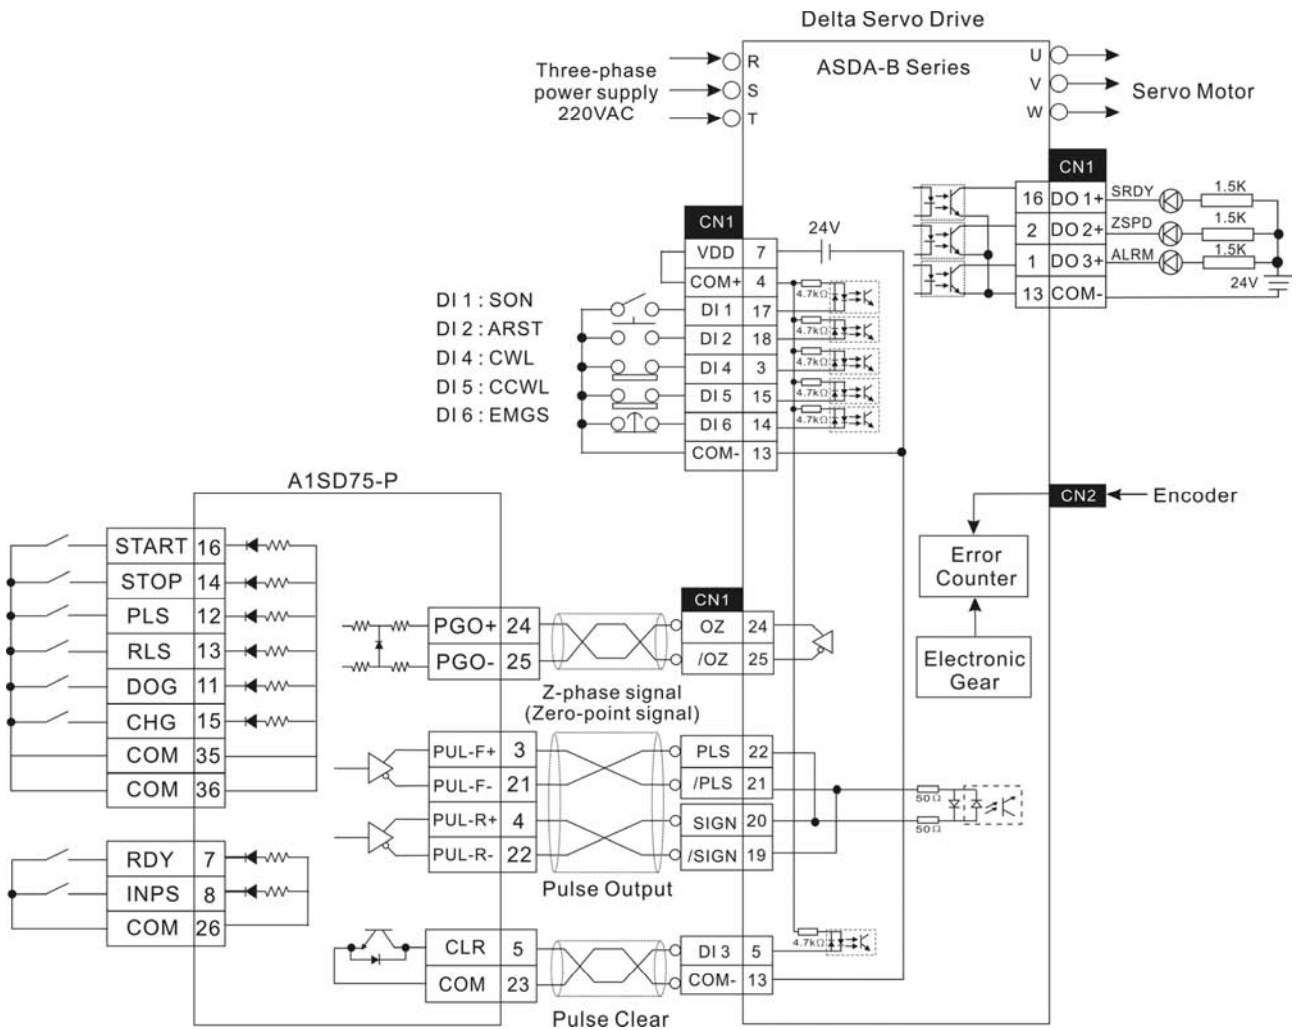 Delta Servo Drive
ASDA-B Series
Three-phase
power supply
220VAC
R
S
T
U
V
W
Servo Motor
CN1
16 DO 1+ SRDY 1.5K
2 DO 2+ ZSPD 1.5K
1 DO 3+ ALRM 1.5K
13 COM- 24V
CN1
24V
VDD 7
COM+ 4 4.7kΩ
DI 1 17
DI 2 18 4.7kΩ
DI 4 3 4.7kΩ
DI 5 15 4.7kΩ
DI 6 14 4.7kΩ
COM- 13
DI 1 : SON
DI 2 : ARST
DI 4 : CWL
DI 5 : CCWL
DI 6 : EMGS
CN2 Encoder
Error
Counter
Electronic
Gear
A1SD75-P
START 16
STOP 14
PLS 12
RLS 13
DOG 11
CHG 15
COM 35
COM 36
RDY 7
INPS 8
COM 26
CN1
PGO+ 24 OZ 24
PGO- 25 /OZ 25
Z-phase signal
(Zero-point signal)
PUL-F+ 3 PLS 22
PUL-F- 21 /PLS 21 50Ω
PUL-R+ 4 SIGN 20 50Ω
PUL-R- 22 /SIGN 19
Pulse Output
CLR 5 DI 3 5 4.7kΩ
COM 23 COM- 13
Pulse Clear